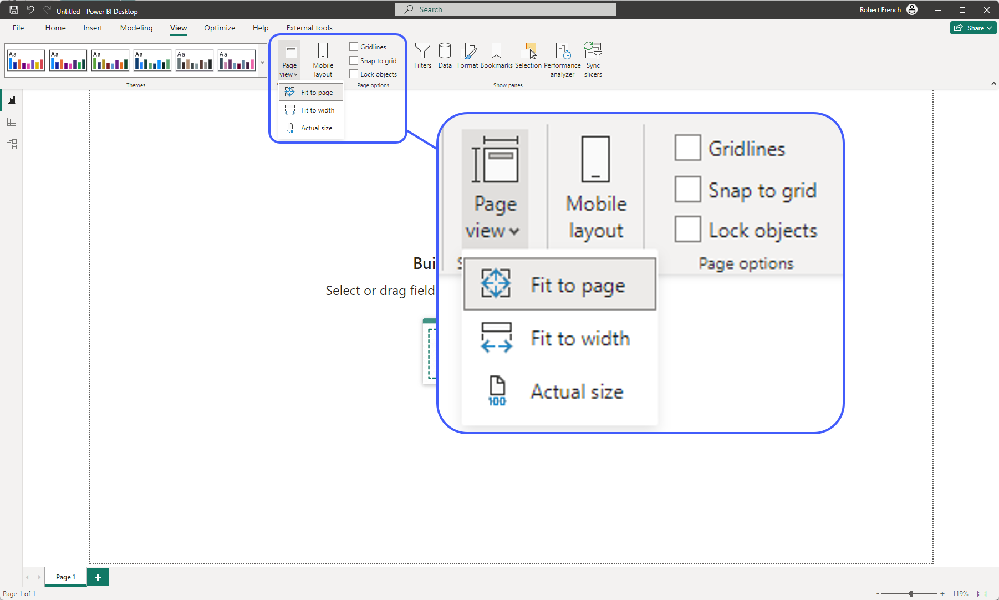 Untitled - Power BI Desktop
Search
Robert French
File Home Insert Modeling View Optimize Help External tools
Share
Aa Aa Aa Aa Aa Aa
Themes
Page view
Mobile layout
Gridlines
Snap to grid
Lock objects
Page options
Filters
Data
Format
Bookmarks
Selection
Performance analyzer
Sync slicers
Show panes
Fit to page
Fit to width
100
Actual size
Page view
Mobile layout
Gridlines
Snap to grid
Lock objects
Page options
Fit to page
Fit to width
100
Actual size
Bui
Select or drag fields
Page 1
Page 1 of 1
- + 119%